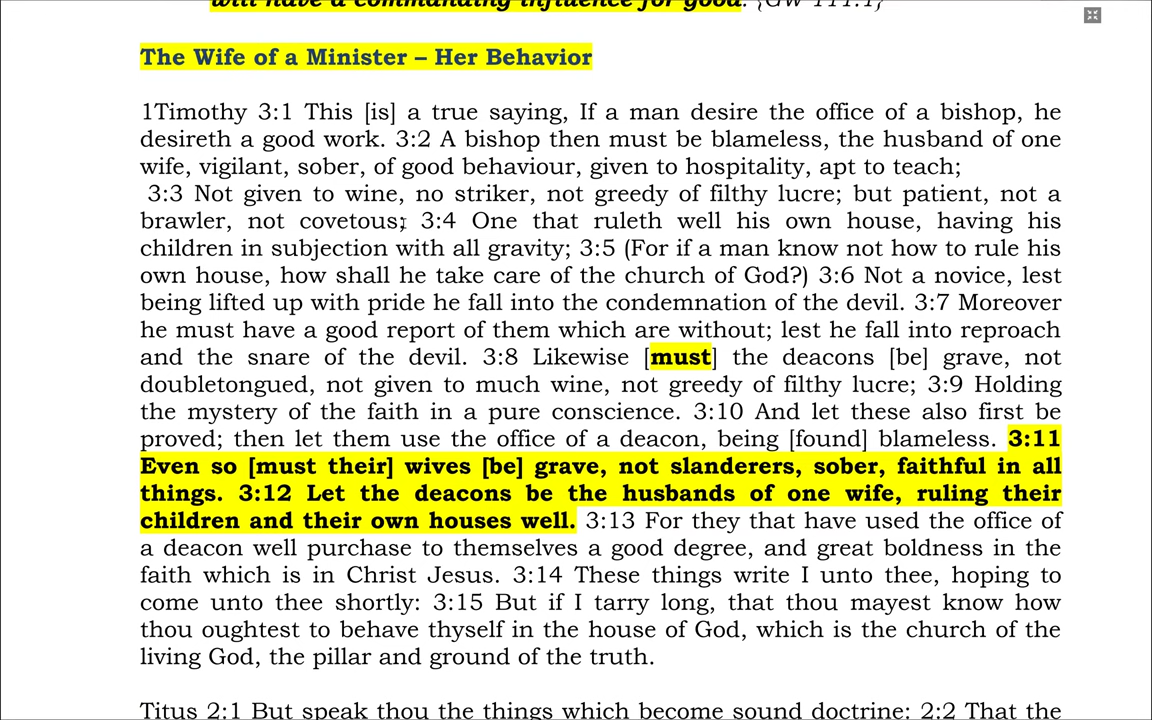 will have a commanding influence for good. {GW 111.1}
The Wife of a Minister – Her Behavior
1Timothy 3:1 This [is] a true saying, If a man desire the office of a bishop, he
desireth a good work. 3:2 A bishop then must be blameless, the husband of one
wife, vigilant, sober, of good behaviour, given to hospitality, apt to teach;
3:3 Not given to wine, no striker, not greedy of filthy lucre; but patient, not a
brawler, not covetous; 3:4 One that ruleth well his own house, having his
children in subjection with all gravity; 3:5 (For if a man know not how to rule his
own house, how shall he take care of the church of God?) 3:6 Not a novice, lest
being lifted up with pride he fall into the condemnation of the devil. 3:7 Moreover
he must have a good report of them which are without; lest he fall into reproach
and the snare of the devil. 3:8 Likewise [must] the deacons [be] grave, not
doubletongued, not given to much wine, not greedy of filthy lucre; 3:9 Holding
the mystery of the faith in a pure conscience. 3:10 And let these also first be
proved; then let them use the office of a deacon, being [found] blameless. 3:11
Even so [must their] wives [be] grave, not slanderers, sober, faithful in all
things. 3:12 Let the deacons be the husbands of one wife, ruling their
children and their own houses well. 3:13 For they that have used the office of
a deacon well purchase to themselves a good degree, and great boldness in the
faith which is in Christ Jesus. 3:14 These things write I unto thee, hoping to
come unto thee shortly: 3:15 But if I tarry long, that thou mayest know how
thou oughtest to behave thyself in the house of God, which is the church of the
living God, the pillar and ground of the truth.
Titus 2:1 But speak thou the things which become sound doctrine: 2:2 That the